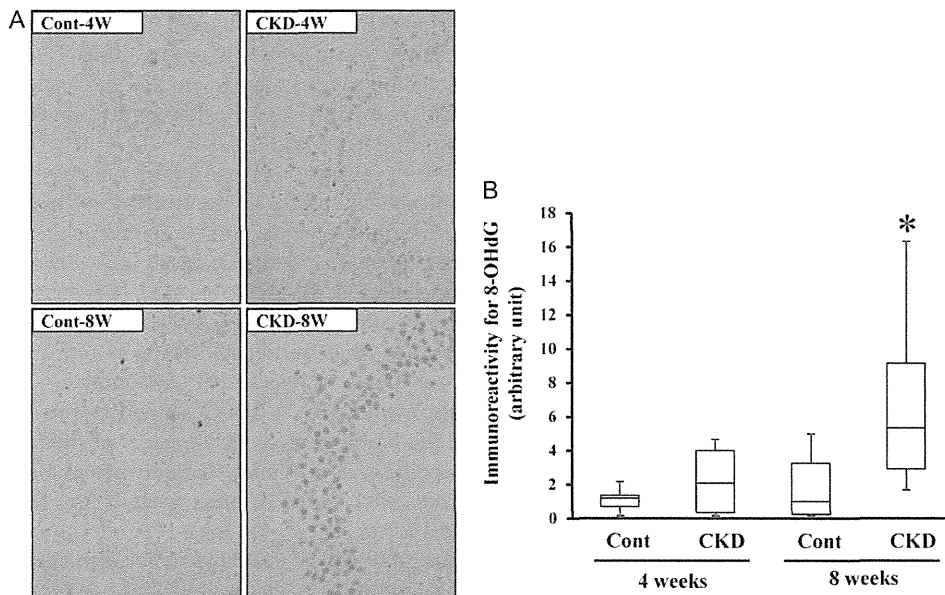 A
Cont-4W
CKD-4W
Cont-8W
CKD-8W
B
Immunoreactivity for 8-OHdG
(arbitrary unit)
18
16
14
12
10
8
6
4
2
0
*
Cont
CKD
Cont
CKD
4 weeks
8 weeks